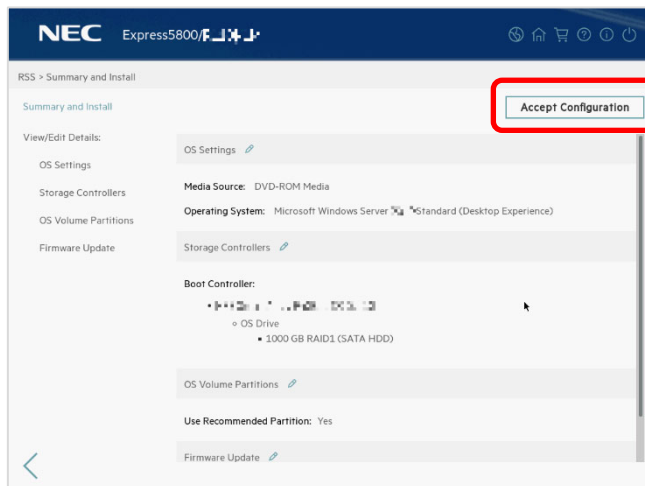 NEC Express5800/
RSS > Summary and Install
Summary and Install
Accept Configuration
View/Edit Details:
OS Settings
Storage Controllers
OS Volume Partitions
Firmware Update
OS Settings
Media Source: DVD-ROM Media
Operating System: Microsoft Windows Server Standard (Desktop Experience)
Storage Controllers
Boot Controller:
OS Drive
1000 GB RAID1 (SATA HDD)
OS Volume Partitions
Use Recommended Partition: Yes
Firmware Update